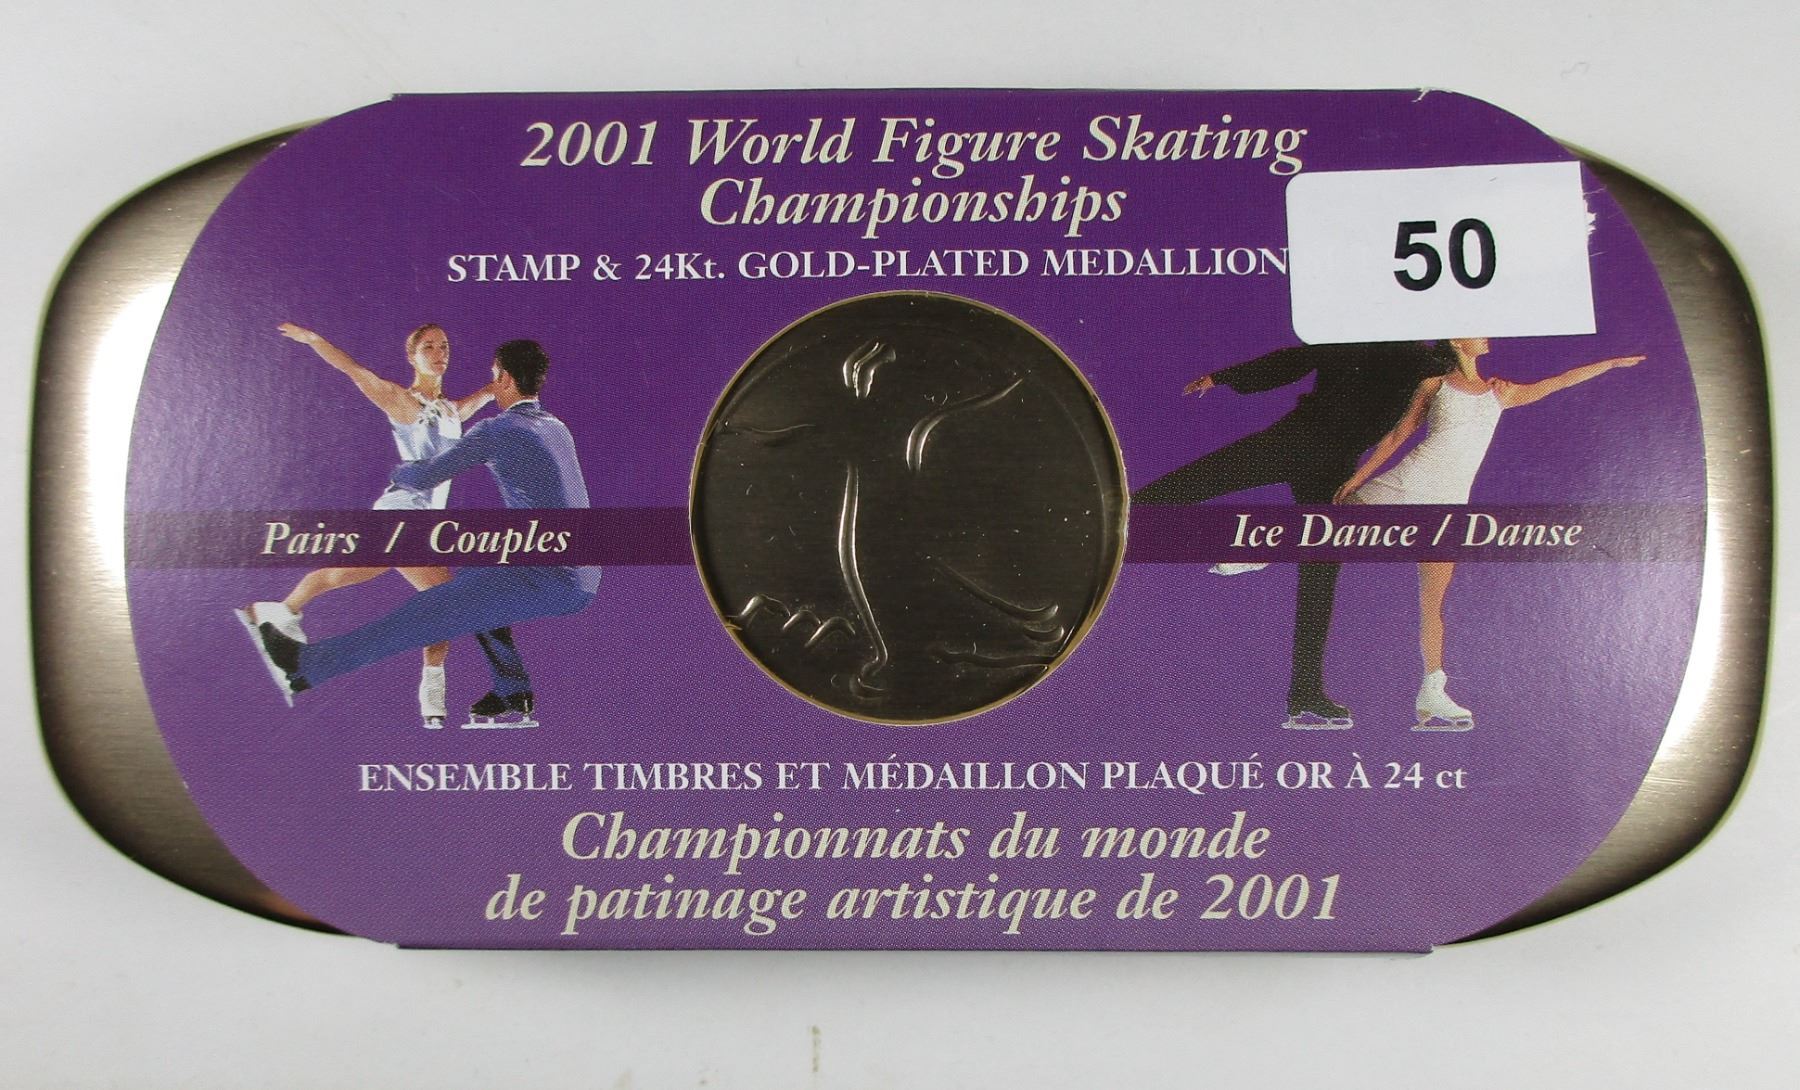 2001 World Figure Skating
Championships
STAMP & 24Kt. GOLD-PLATED MEDALLION
50
Pairs / Couples
Ice Dance / Danse
ENSEMBLE TIMBRES ET MÉDAILLON PLAQUÉ OR À 24 ct
Championnats du monde
de patinage artistique de 2001